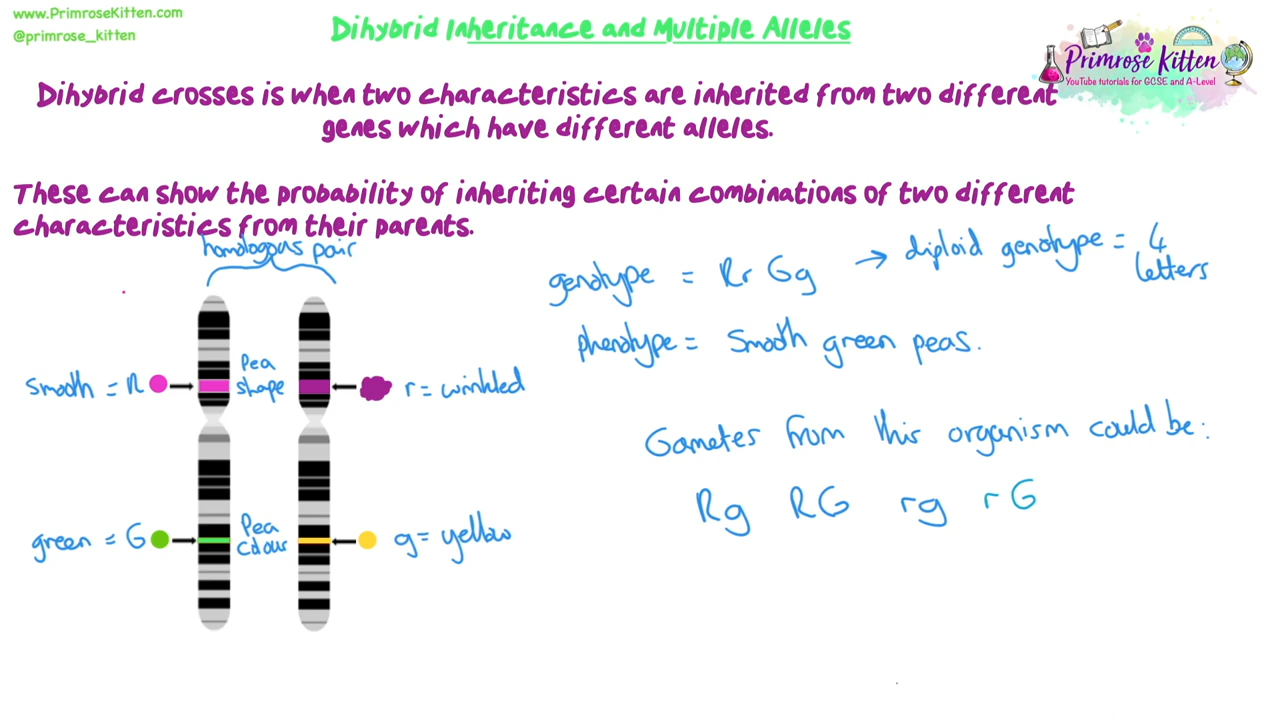 www.PrimroseKitten.com
@primrose_kitten
Dihybrid Inheritance and Multiple Alleles
Primrose Kitten
YouTube tutorials for GCSE and A-Level
Dihybrid crosses is when two characteristics are inherited from two different
genes which have different alleles.
These can show the probability of inheriting certain combinations of two different
characteristics from their parents.
homologous pair
genotype = Rr Gg → diploid genotype = 4
letters
phenotype = Smooth green peas.
Smooth = R
Pea
shape
r = wrinkled
Gametes from this organism could be:
Rg RG rg rG
green = G
Pea
colour
g = yellow